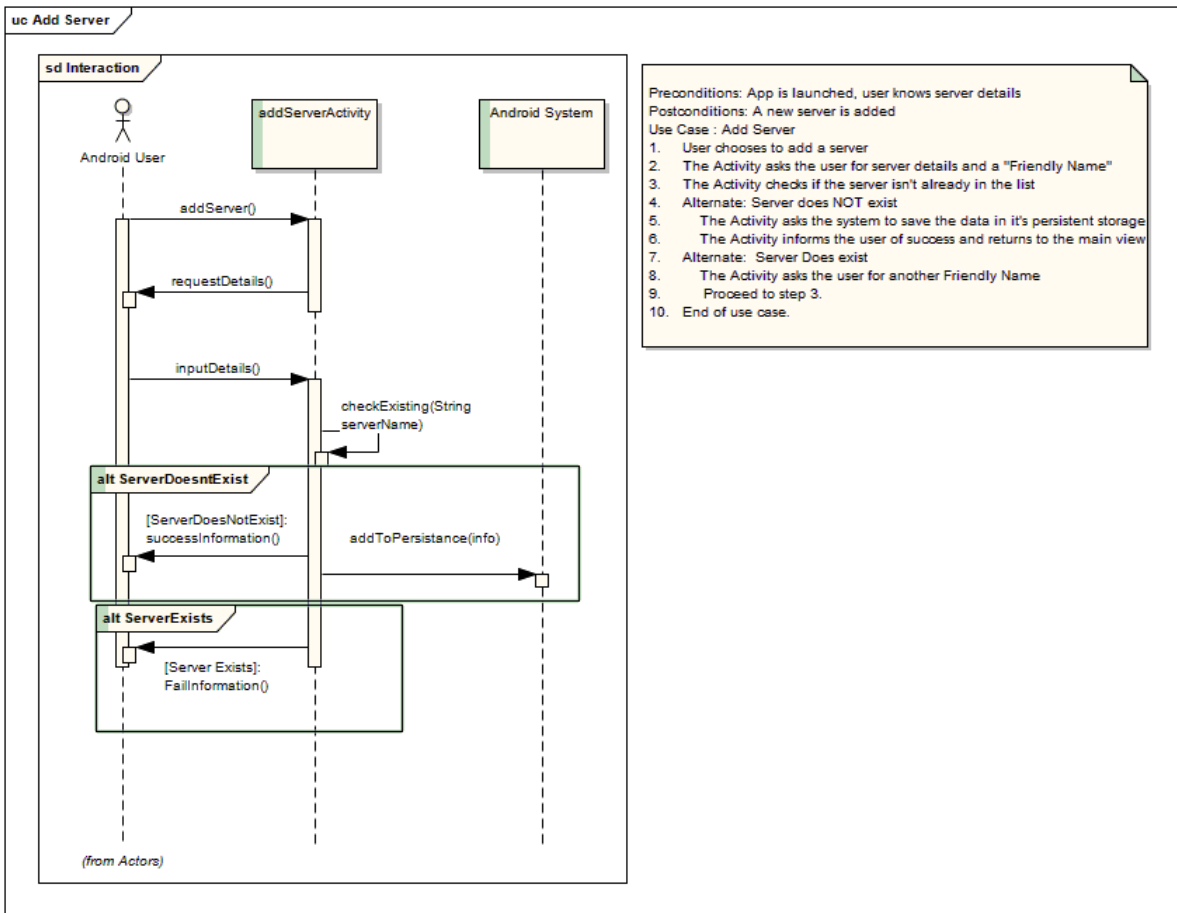 uc Add Server
sd Interaction
Android User
addServerActivity
Android System
addServer()
requestDetails()
inputDetails()
checkExisting(String
serverName)
alt ServerDoesntExist
[ServerDoesNotExist]:
successInformation()
addToPersistance(info)
alt ServerExists
[Server Exists]:
FailInformation()
(from Actors)
Preconditions: App is launched, user knows server details
Postconditions: A new server is added
Use Case : Add Server
1. User chooses to add a server
2. The Activity asks the user for server details and a "Friendly Name"
3. The Activity checks if the server isn't already in the list
4. Alternate: Server does NOT exist
5. The Activity asks the system to save the data in it's persistent storage
6. The Activity informs the user of success and returns to the main view
7. Alternate: Server Does exist
8. The Activity asks the user for another Friendly Name
9. Proceed to step 3.
10. End of use case.